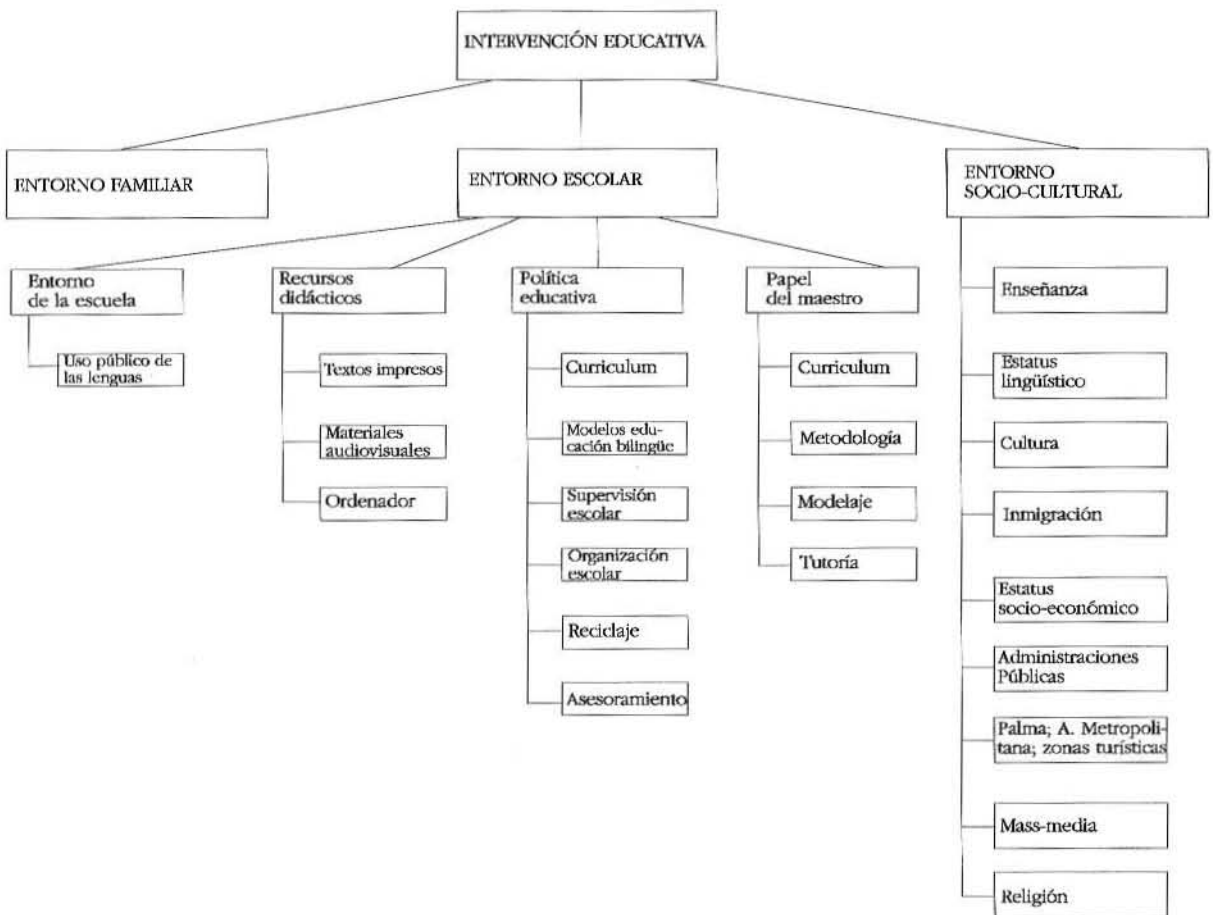 INTERVENCIÓN EDUCATIVA
ENTORNO FAMILIAR
ENTORNO ESCOLAR
ENTORNO
SOCIO-CULTURAL
Entorno
de la escuela
Uso público de
las lenguas
Recursos
didácticos
Textos impresos
Materiales
audiovisuales
Ordenador
Política
educativa
Curriculum
Modelos edu-
cación bilingüe
Supervisión
escolar
Organización
escolar
Reciclaje
Asesoramiento
Papel
del maestro
Curriculum
Metodología
Modelaje
Tutoría
Enseñanza
Estatus
lingüístico
Cultura
Inmigración
Estatus
socio-económico
Administraciones
Públicas
Palma; A. Metropoli-
tana; zonas turísticas
Mass-media
Religión